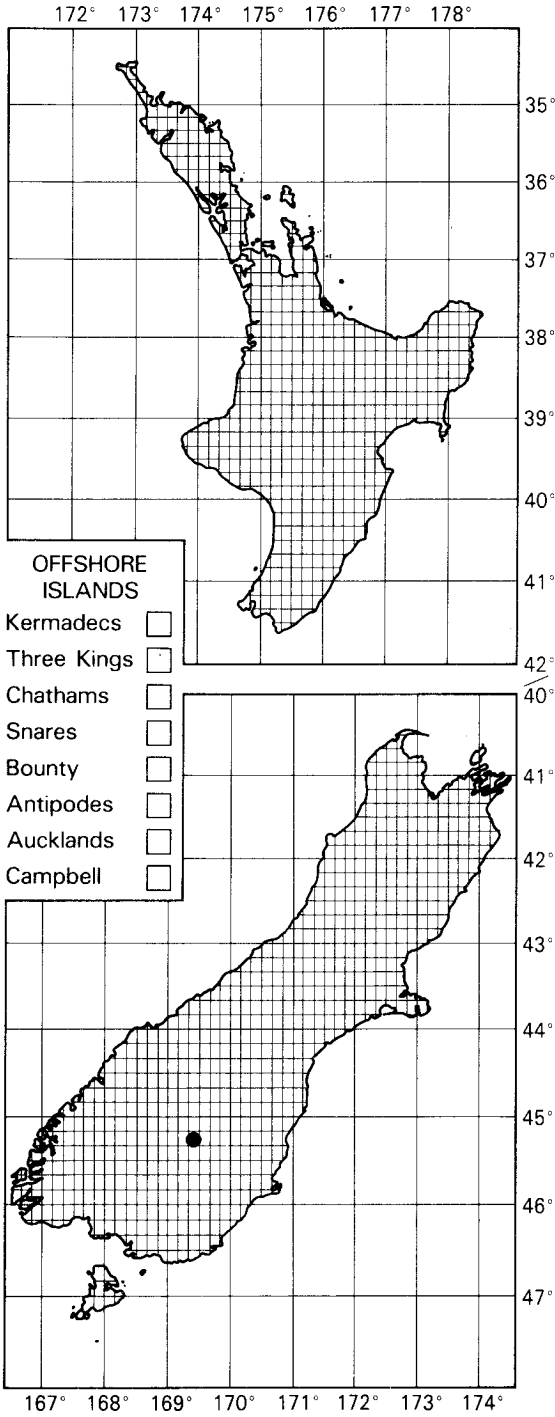 172° 173° 174° 175° 176° 177° 178°
35°
36°
37°
38°
39°
40°
41°
42°
OFFSHORE
ISLANDS
Kermadecs
Three Kings
Chathams
Snares
Bounty
Antipodes
Aucklands
Campbell
40°
41°
42°
43°
44°
45°
46°
47°
167° 168° 170° 171° 172° 173° 174°